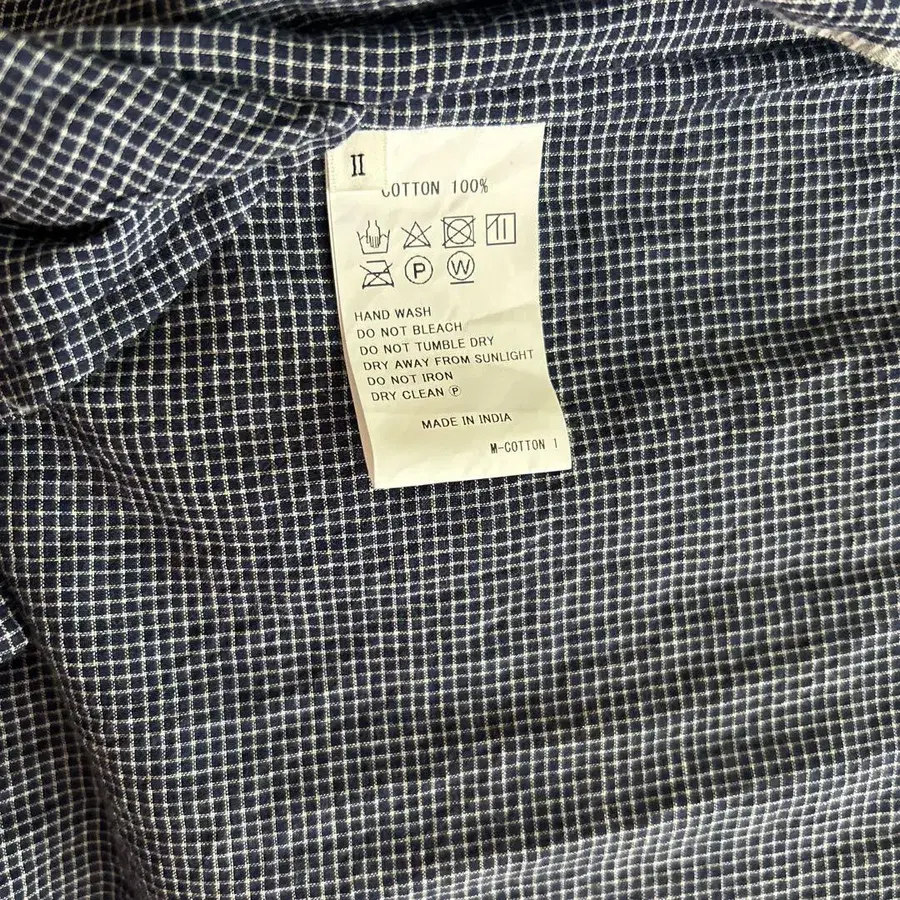 II
COTTON 100%
P W
HAND WASH
DO NOT BLEACH
DO NOT TUMBLE DRY
DRY AWAY FROM SUNLIGHT
DO NOT IRON
DRY CLEAN Ⓟ
MADE IN INDIA
M-COTTON 1